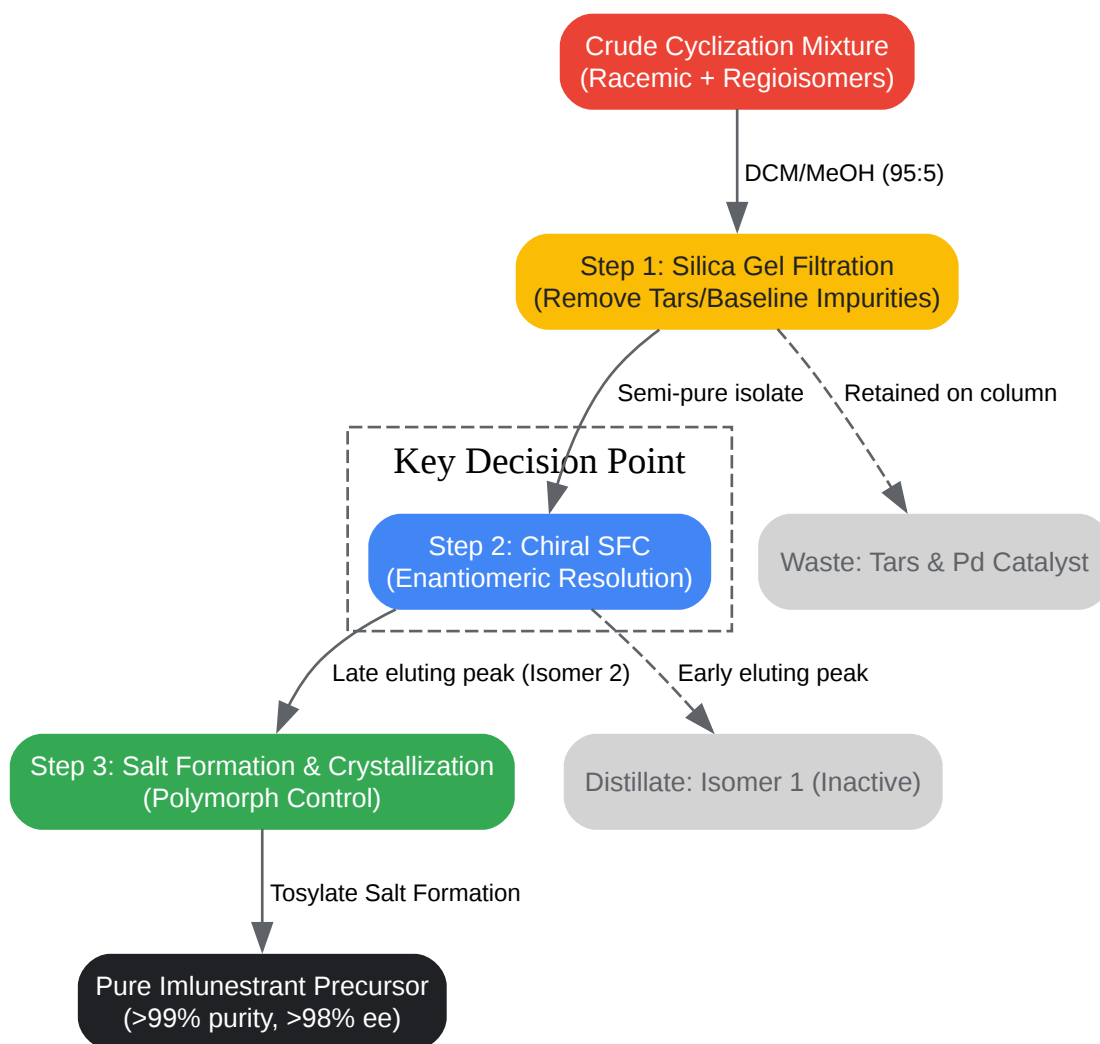 Crude Cyclization Mixture
(Racemic + Regioisomers)
DCM/MeOH (95:5)
Step 1: Silica Gel Filtration
(Remove Tars/Baseline Impurities)
Semi-pure isolate
Retained on column
Key Decision Point
Step 2: Chiral SFC
(Enantiomeric Resolution)
Waste: Tars & Pd Catalyst
Late eluting peak (Isomer 2)
Early eluting peak
Step 3: Salt Formation & Crystallization
(Polymorph Control)
Distillate: Isomer 1 (Inactive)
Tosylate Salt Formation
Pure Imlunestrant Precursor
(>99% purity, >98% ee)